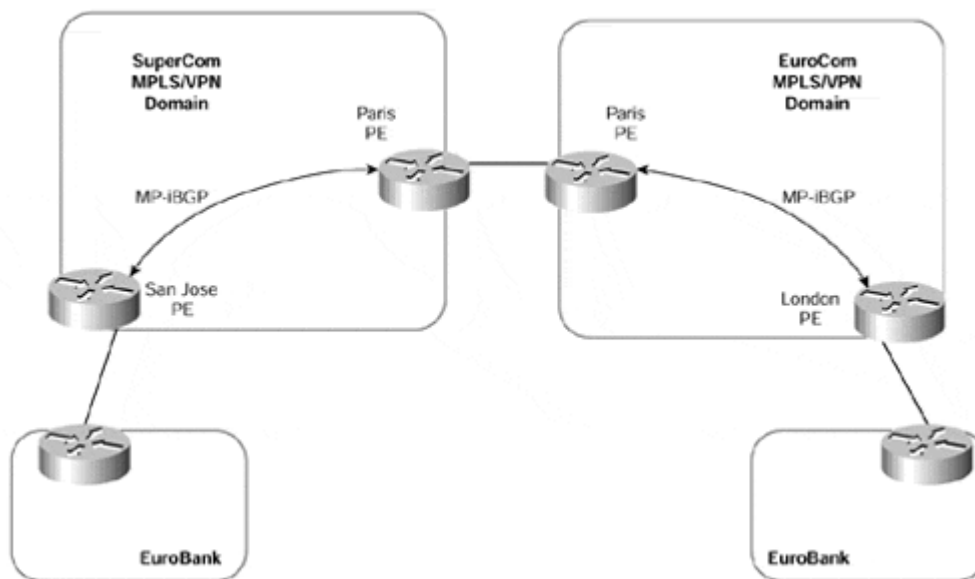 SuperCom
MPLS/VPN
Domain
EuroCom
MPLS/VPN
Domain
Paris
PE
Paris
PE
MP-iBGP
MP-iBGP
San Jose
PE
London
PE
EuroBank
EuroBank